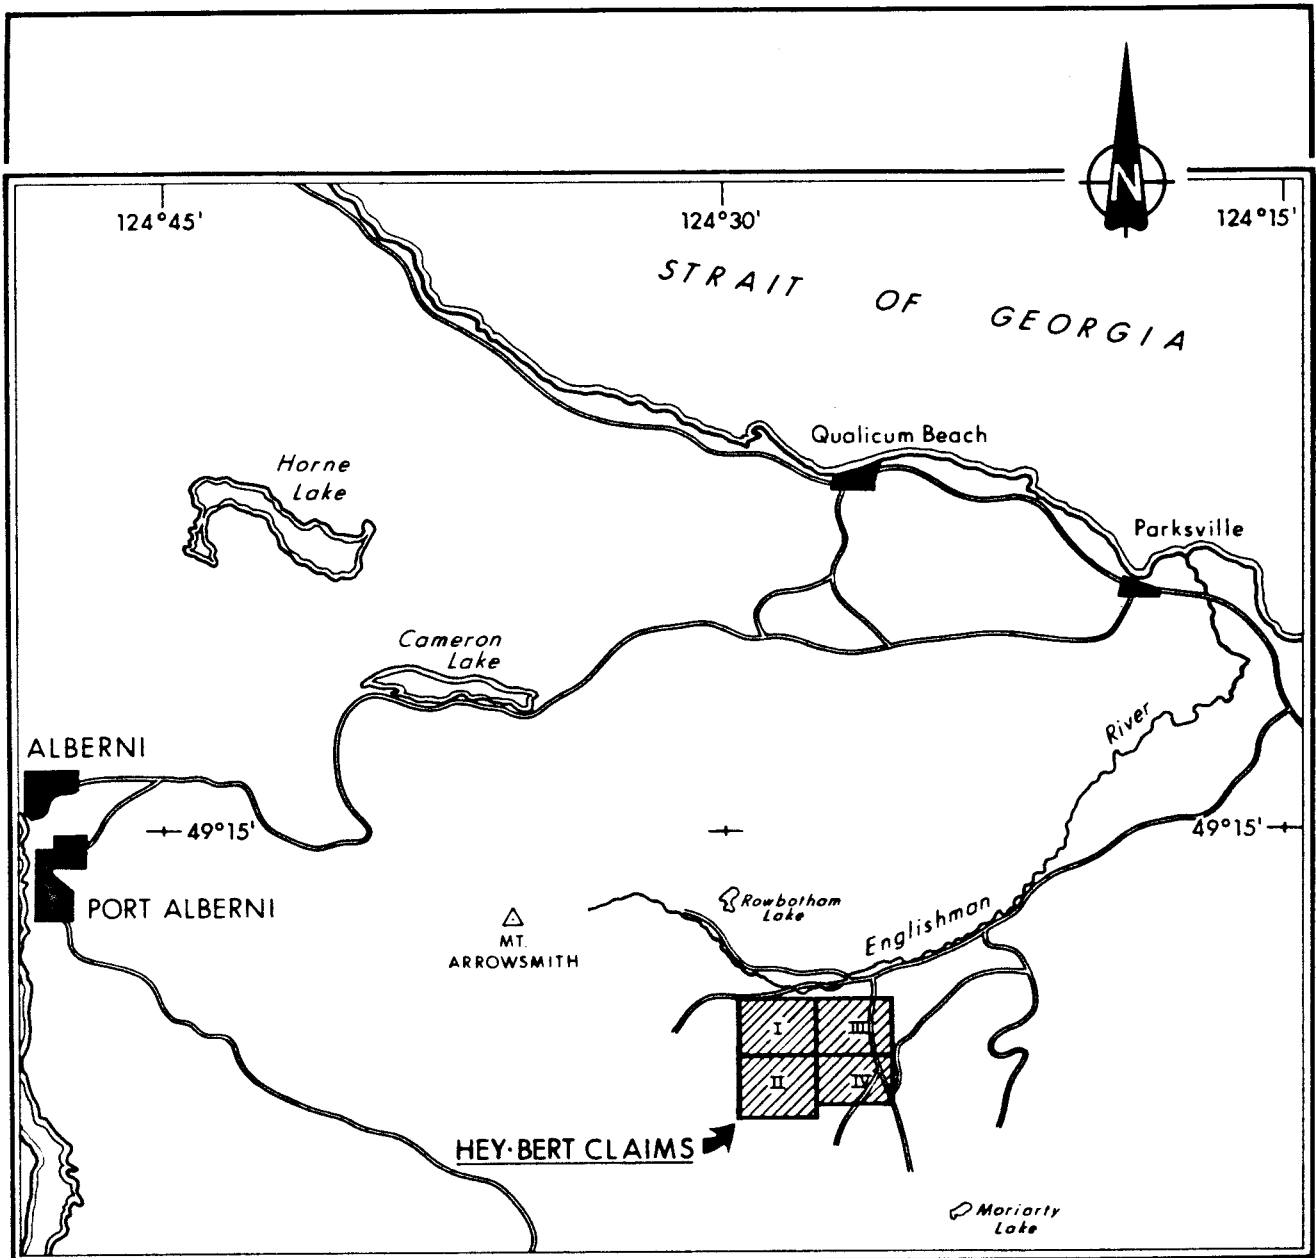 N
124°45'
124°30'
124°15'
STRAIT OF GEORGIA
Qualicum Beach
Horne
Lake
Parksville
Cameron
Lake
River
ALBERNI
49°15'
49°15'
PORT ALBERNI
Rowbotham
Lake
Englishman
MT.
ARROWSMITH
I
III
II
IV
HEY·BERT CLAIMS
Moriarty
Lake